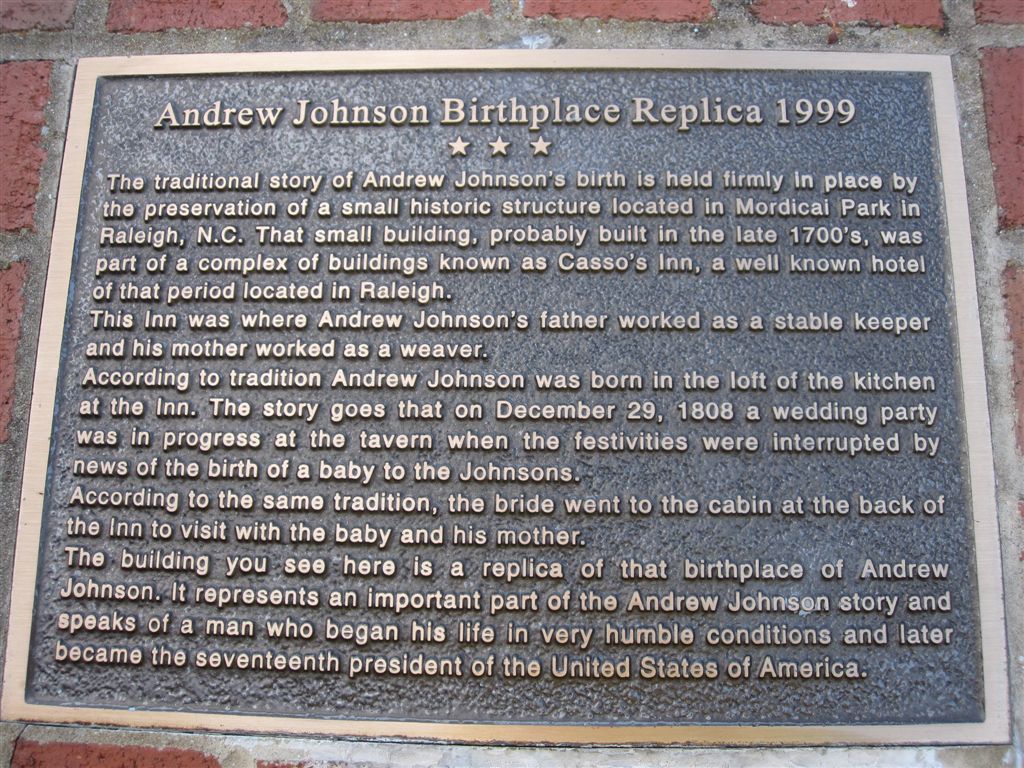 Andrew Johnson Birthplace Replica 1999
★ ★ ★
The traditional story of Andrew Johnson's birth is held firmly in place by
the preservation of a small historic structure located in Mordicai Park in
Raleigh, N.C. That small building, probably built in the late 1700's, was
part of a complex of buildings known as Casso's Inn, a well known hotel
of that period located in Raleigh.
This Inn was where Andrew Johnson's father worked as a stable keeper
and his mother worked as a weaver.
According to tradition Andrew Johnson was born in the loft of the kitchen
at the Inn. The story goes that on December 29, 1808 a wedding party
was in progress at the tavern when the festivities were interrupted by
news of the birth of a baby to the Johnsons.
According to the same tradition, the bride went to the cabin at the back of
the Inn to visit with the baby and his mother.
The building you see here is a replica of that birthplace of Andrew
Johnson. It represents an important part of the Andrew Johnson story and
speaks of a man who began his life in very humble conditions and later
became the seventeenth president of the United States of America.